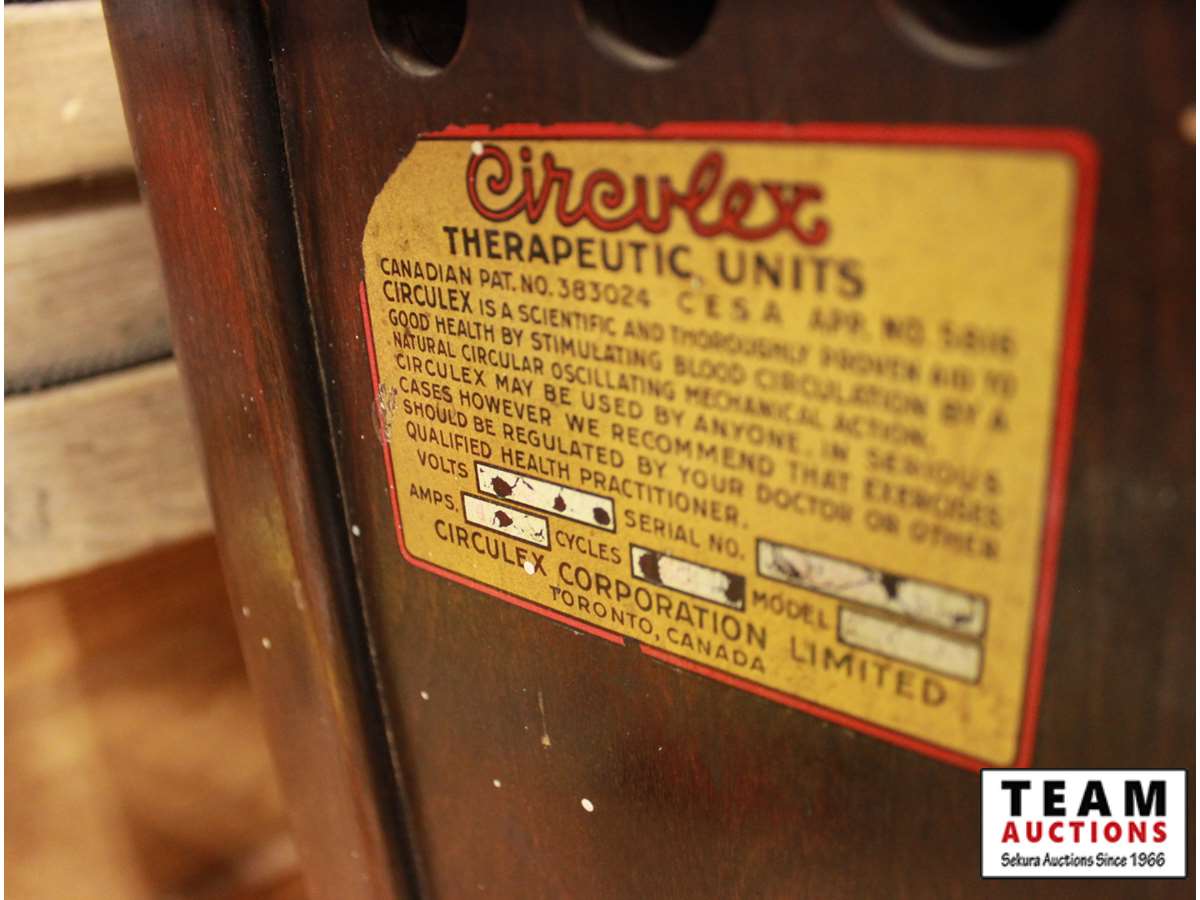 Circulex
THERAPEUTIC UNITS
CANADIAN PAT. NO. 383024 C E S A APP. NO. 5816
CIRCULEX IS A SCIENTIFIC AND THOROUGHLY PROVEN AID TO
GOOD HEALTH BY STIMULATING BLOOD CIRCULATION BY A
NATURAL CIRCULAR OSCILLATING MECHANICAL ACTION.
CIRCULEX MAY BE USED BY ANYONE. IN SERIOUS
CASES HOWEVER WE RECOMMEND THAT EXERCISES
SHOULD BE REGULATED BY YOUR DOCTOR OR OTHER
QUALIFIED HEALTH PRACTITIONER.
VOLTS SERIAL NO.
AMPS. CYCLES MODEL
CIRCULEX CORPORATION LIMITED
TORONTO, CANADA
TEAM
AUCTIONS
Sekura Auctions Since 1966